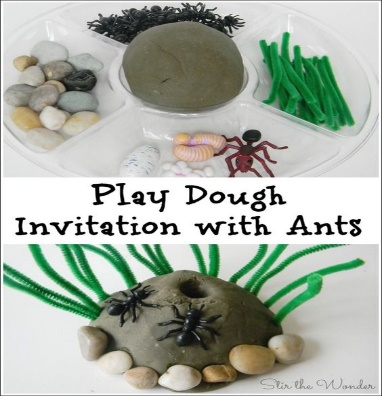 Play Dough
Invitation with Ants
Stir the Wonder